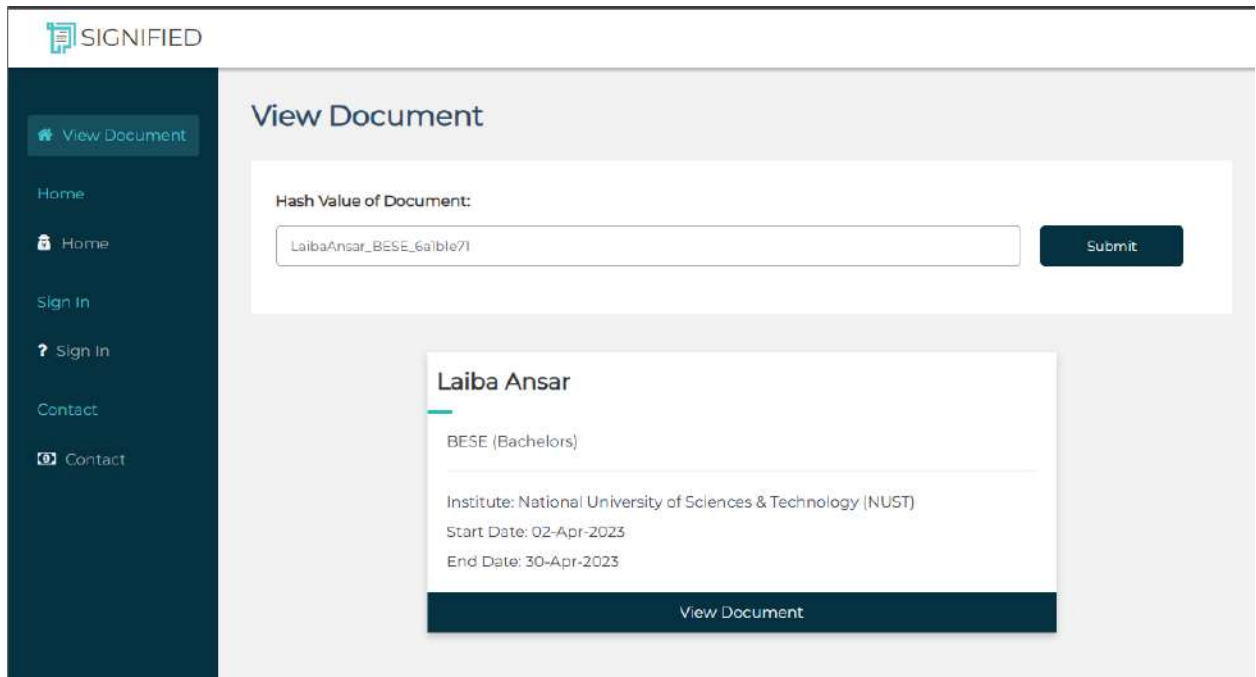 SIGNIFIED
View Document
Home
Home
Sign In
? Sign In
Contact
Contact
View Document
Hash Value of Document:
LaibaAnsar_BESE_6a1b1e71
Submit
Laiba Ansar
BESE (Bachelors)
Institute: National University of Sciences & Technology (NUST)
Start Date: 02-Apr-2023
End Date: 30-Apr-2023
View Document